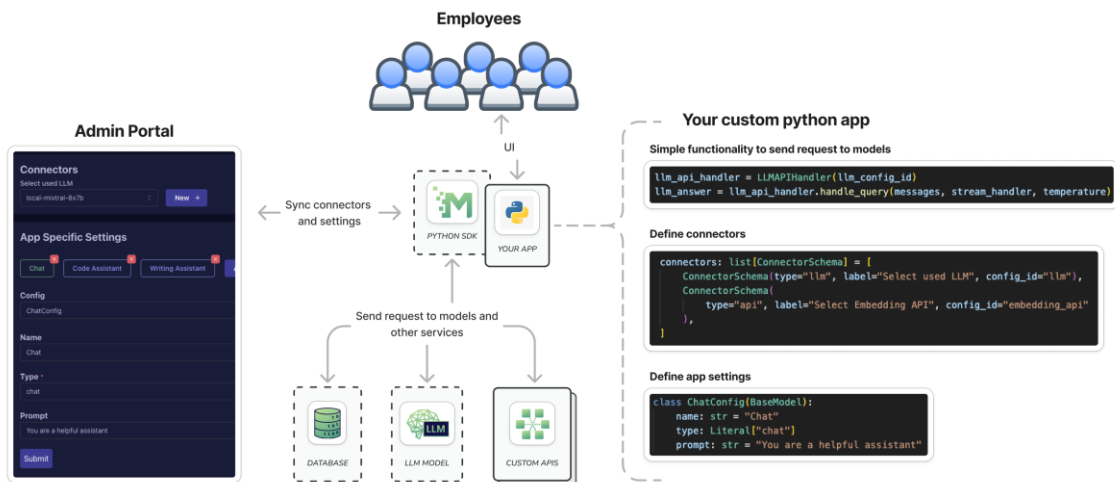 Employees
Admin Portal
Connectors
Select used LLM
local-mixtral-8x7b
New +
App Specific Settings
Chat
Code Assistant
Writing Assistant
A
Config
ChatConfig
Name
Chat
Type *
chat
Prompt
You are a helpful assistant
Submit
Sync connectors
and settings
UI
PYTHON SDK
YOUR APP
Send request to models and
other services
DATABASE
LLM
LLM MODEL
CUSTOM APIS
Your custom python app
Simple functionality to send request to models
llm_api_handler = LLMAPIHandler(llm_config_id)
llm_answer = llm_api_handler.handle_query(messages, stream_handler, temperature)
Define connectors
connectors: list[ConnectorSchema] = [
ConnectorSchema(type="llm", label="Select used LLM", config_id="llm"),
ConnectorSchema(
type="api", label="Select Embedding API", config_id="embedding_api"
),
]
Define app settings
class ChatConfig(BaseModel):
name: str = "Chat"
type: Literal["chat"]
prompt: str = "You are a helpful assistant"